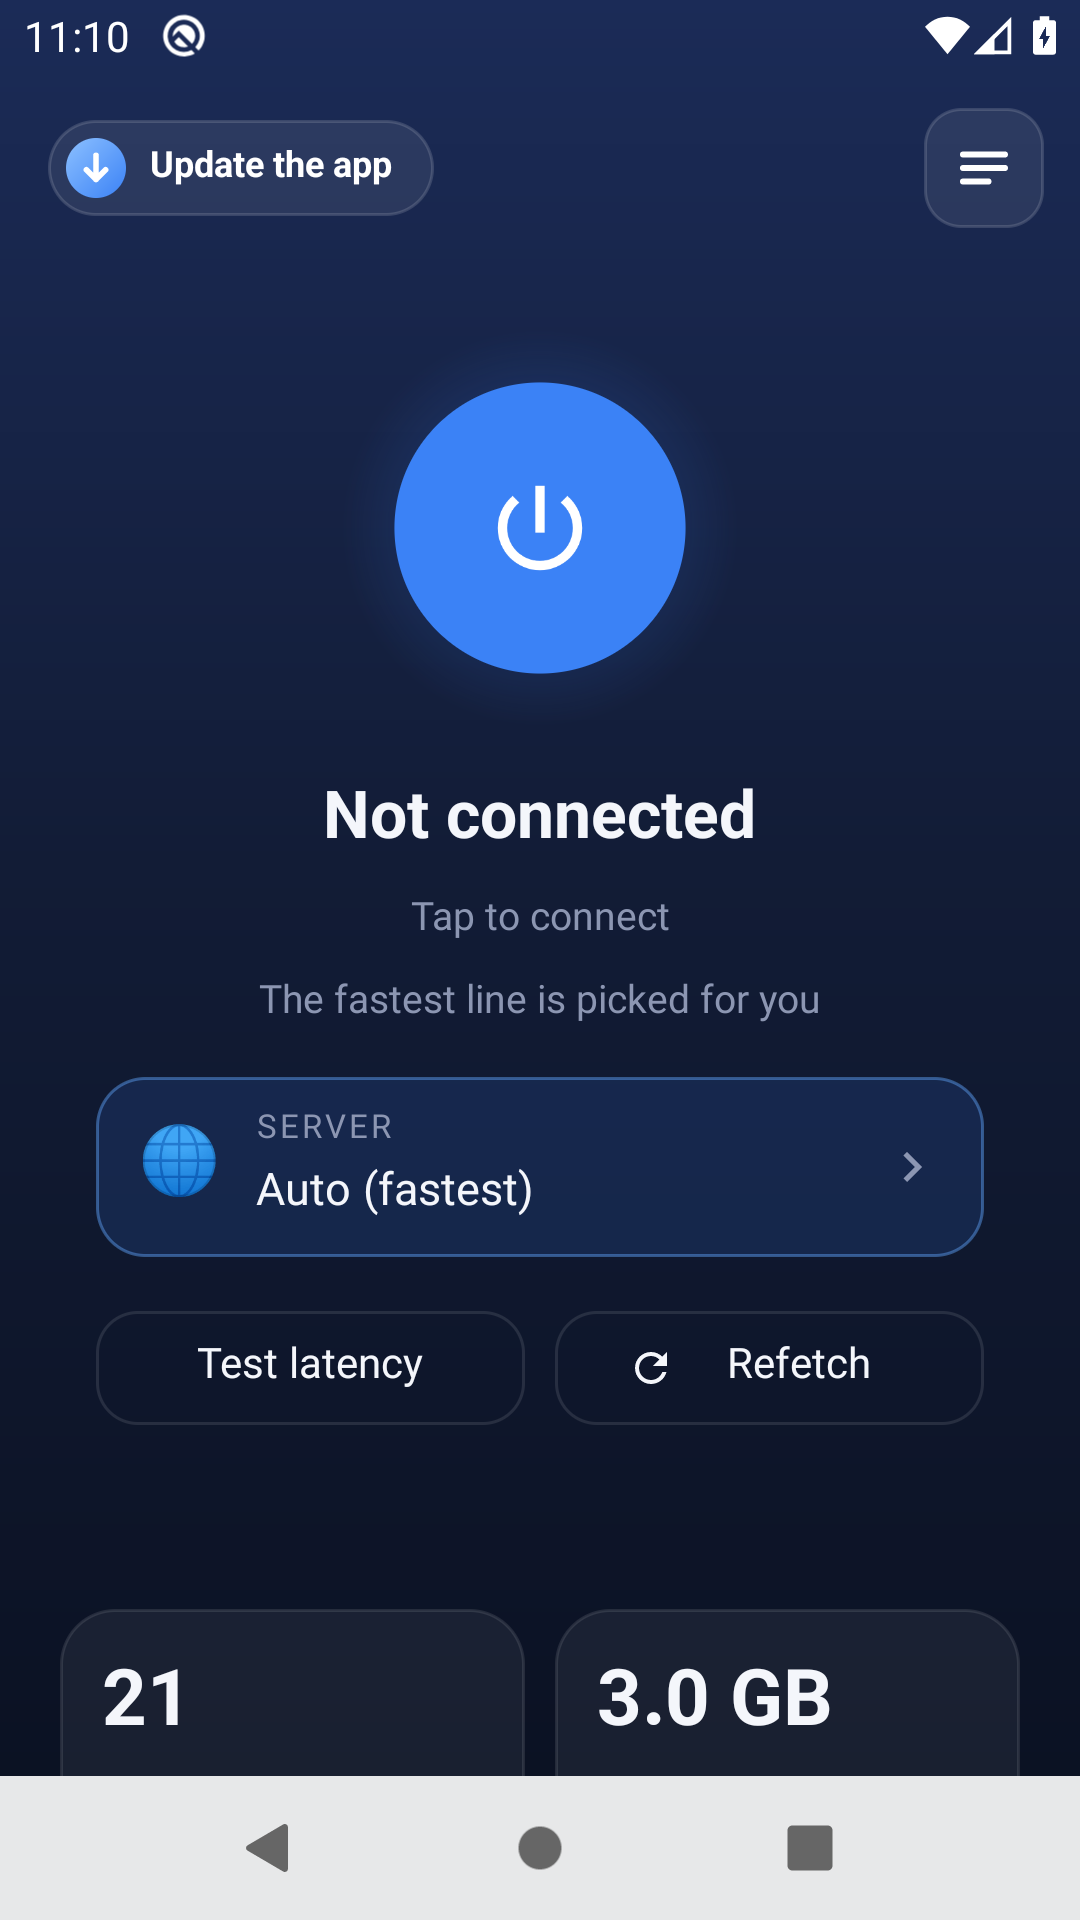 11:10
Update the app
Not connected
Tap to connect
The fastest line is picked for you
SERVER
Auto (fastest)
Test latency
Refetch
21
3.0 GB